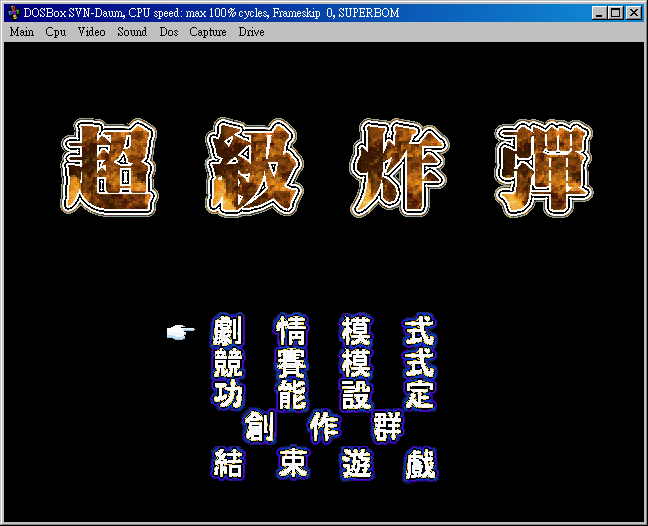 DOSBox SVN-Daum, CPU speed: max 100% cycles, Frameskip 0, SUPERBOM
Main Cpu Video Sound Dos Capture Drive
超級炸彈
劇情模式
競賽模式
功能設定
創作群
結束遊戲